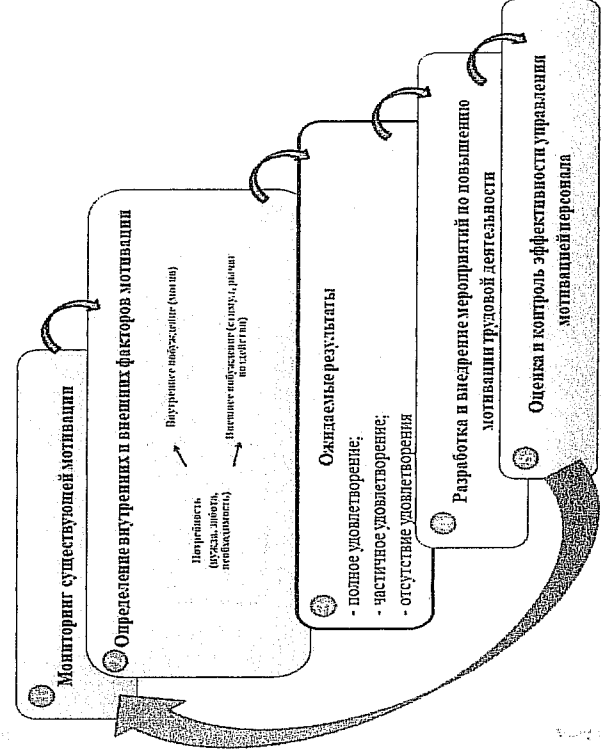 Мониторинг существующей мотивации
Определение внутренних и внешних факторов мотивации
Потребность
(нужда, забота,
необходимость)
Внутреннее побуждение (мотив)
Внешнее побуждение (стимул, рычаг
воздействия)
Ожидаемые результаты
- полное удовлетворение;
- частичное удовлетворение;
- отсутствие удовлетворения
Разработка и внедрение мероприятий по повышению
мотивации трудовой деятельности
Оценка и контроль эффективности управления
мотивацией персонала